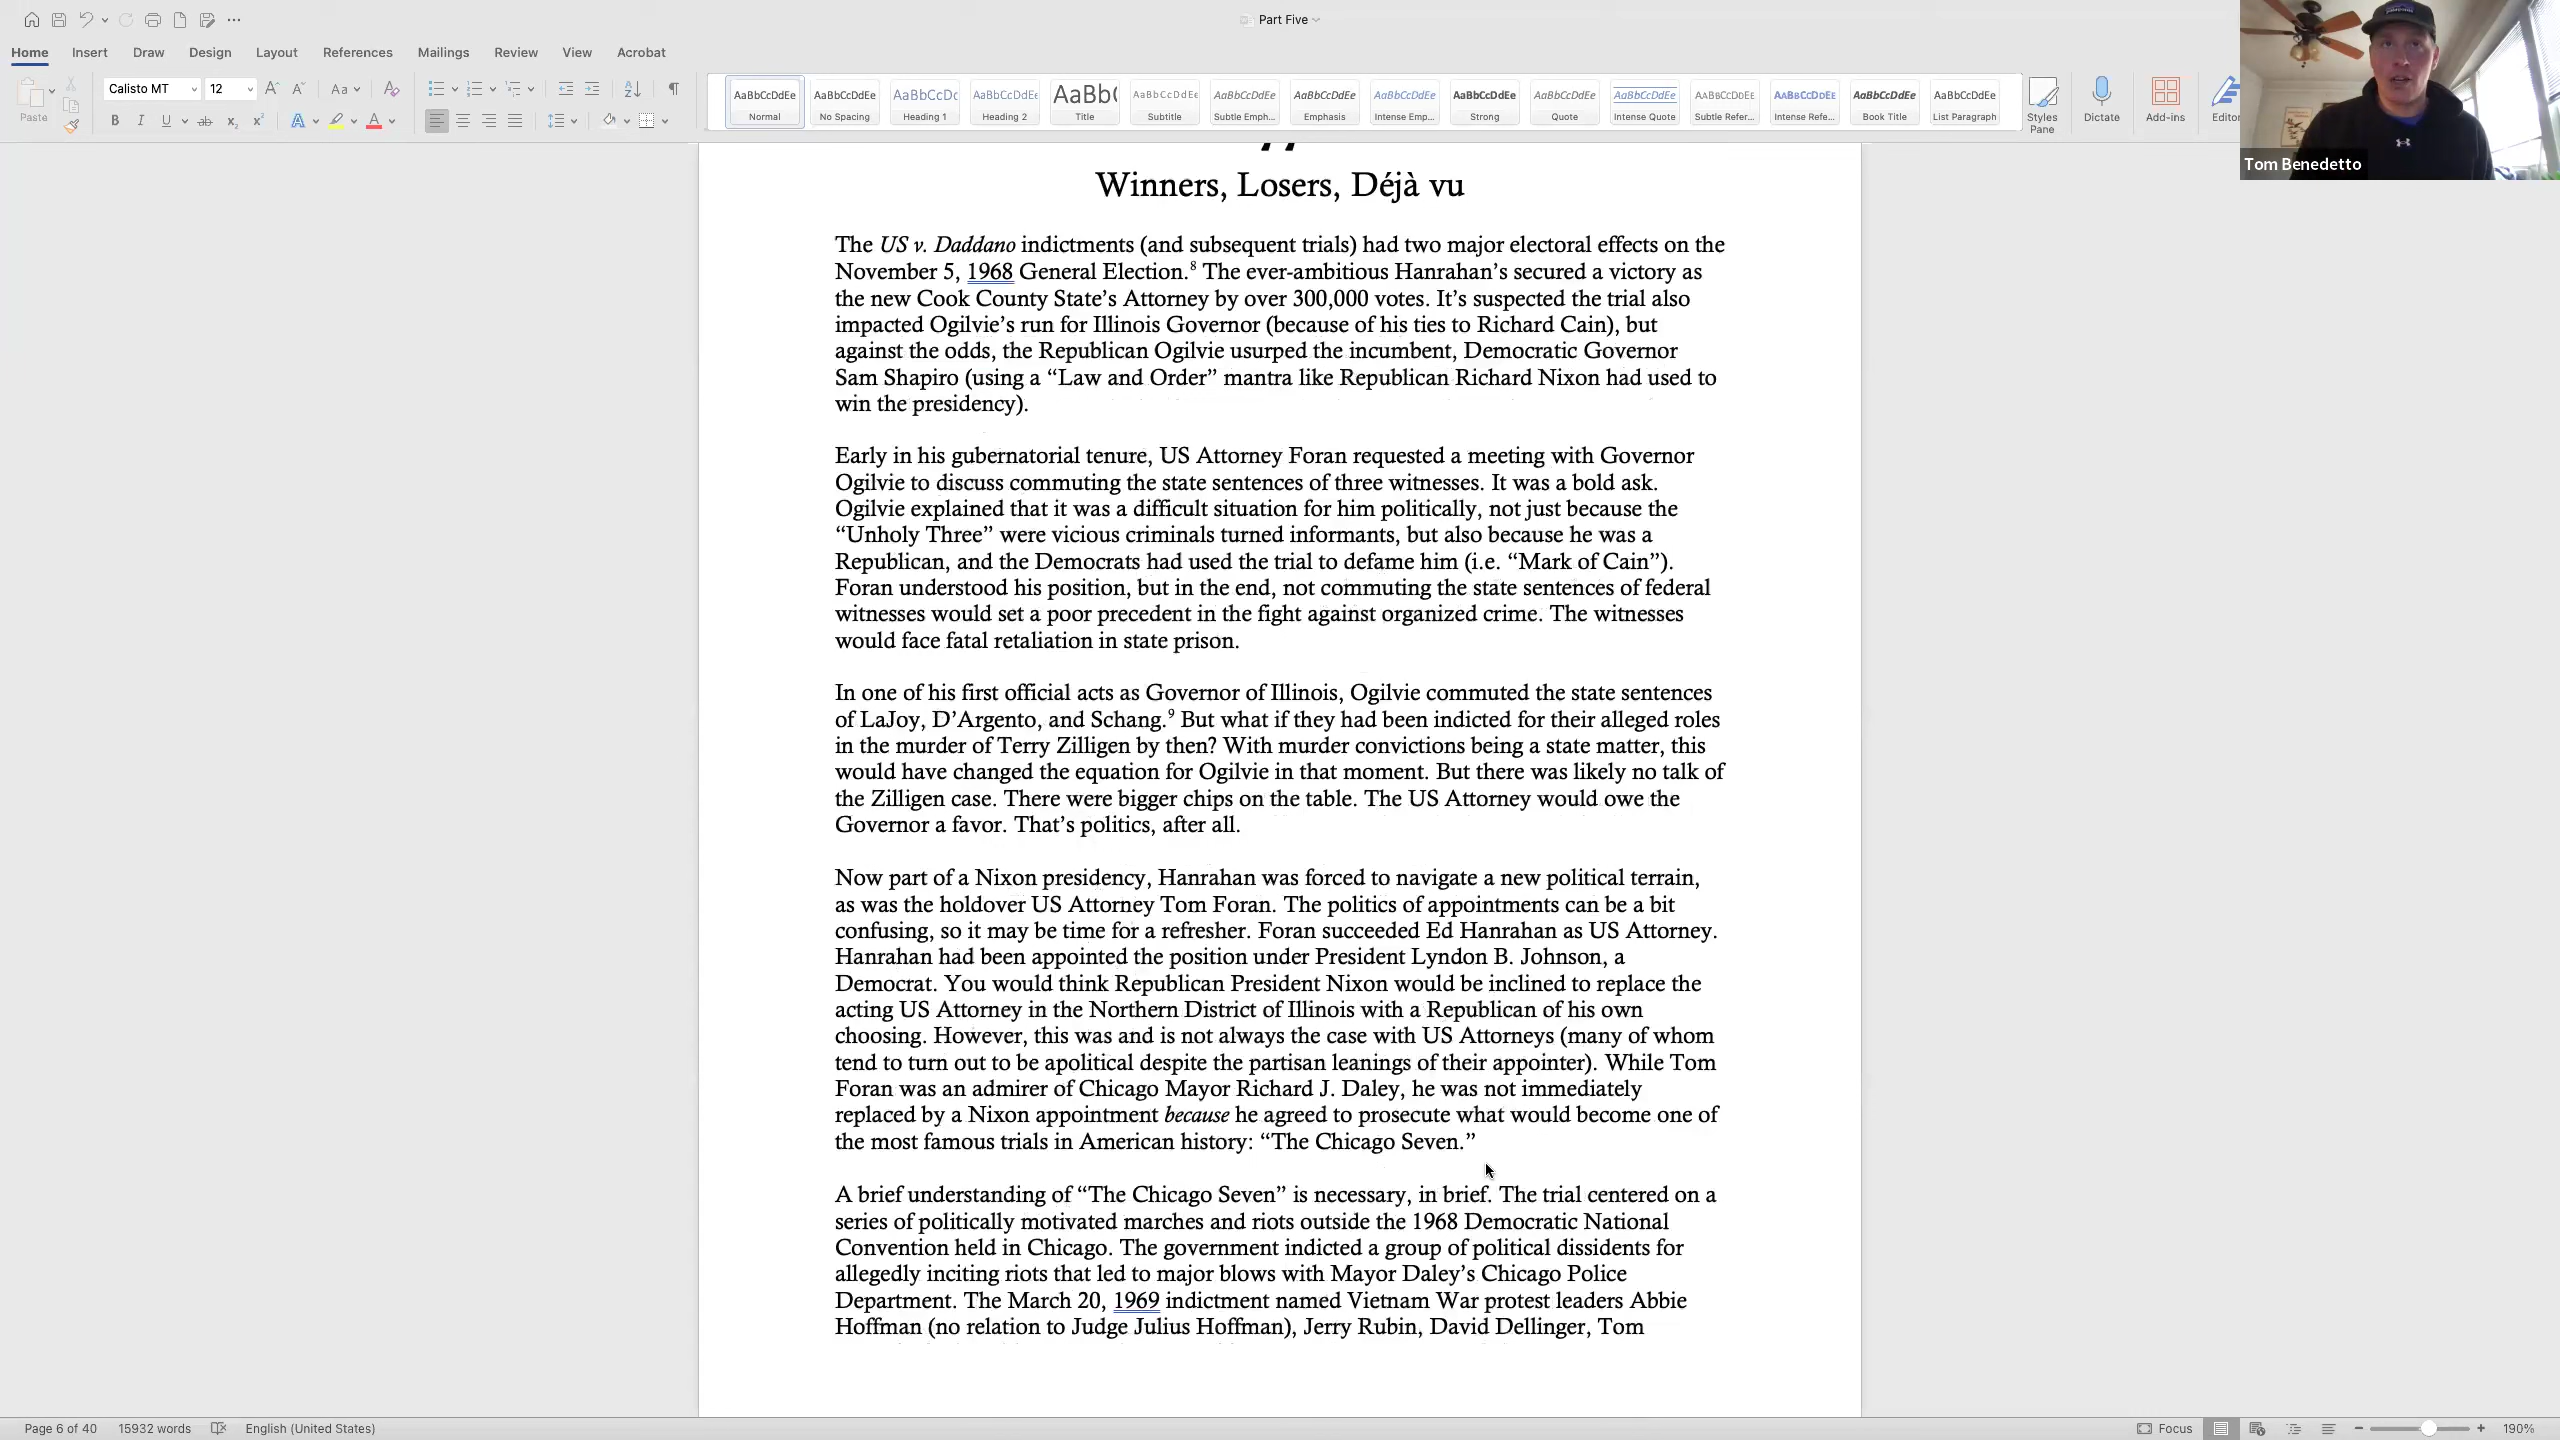 Part Five
Home Insert Draw Design Layout References Mailings Review View Acrobat
Paste
Calisto MT 12
AaBbCcDdEe AaBbCcDdEe AaBbCcDc AaBbCcDdEe AaBb( AaBbCcDdEe AaBbCcDdEe AaBbCcDdEe AaBbCcDdEe AaBbCcDdEe AaBbCcDdEe AaBbCcDdEe AaBbCcDdEe AaBbCcDdEe AaBbCcDdEe AaBbCcDdEe
Normal No Spacing Heading 1 Heading 2 Title Subtitle Subtle Emph... Emphasis Intense Emp... Strong Quote Intense Quote Subtle Refer... Intense Refe... Book Title List Paragraph
Styles Pane Dictate Add-ins Editor
Tom Benedetto
Winners, Losers, Déjà vu
The US v. Daddano indictments (and subsequent trials) had two major electoral effects on the
November 5, 1968 General Election.⁸ The ever-ambitious Hanrahan’s secured a victory as
the new Cook County State’s Attorney by over 300,000 votes. It’s suspected the trial also
impacted Ogilvie’s run for Illinois Governor (because of his ties to Richard Cain), but
against the odds, the Republican Ogilvie usurped the incumbent, Democratic Governor
Sam Shapiro (using a “Law and Order” mantra like Republican Richard Nixon had used to
win the presidency).
Early in his gubernatorial tenure, US Attorney Foran requested a meeting with Governor
Ogilvie to discuss commuting the state sentences of three witnesses. It was a bold ask.
Ogilvie explained that it was a difficult situation for him politically, not just because the
“Unholy Three” were vicious criminals turned informants, but also because he was a
Republican, and the Democrats had used the trial to defame him (i.e. “Mark of Cain”).
Foran understood his position, but in the end, not commuting the state sentences of federal
witnesses would set a poor precedent in the fight against organized crime. The witnesses
would face fatal retaliation in state prison.
In one of his first official acts as Governor of Illinois, Ogilvie commuted the state sentences
of LaJoy, D’Argento, and Schang.⁹ But what if they had been indicted for their alleged roles
in the murder of Terry Zilligen by then? With murder convictions being a state matter, this
would have changed the equation for Ogilvie in that moment. But there was likely no talk of
the Zilligen case. There were bigger chips on the table. The US Attorney would owe the
Governor a favor. That’s politics, after all.
Now part of a Nixon presidency, Hanrahan was forced to navigate a new political terrain,
as was the holdover US Attorney Tom Foran. The politics of appointments can be a bit
confusing, so it may be time for a refresher. Foran succeeded Ed Hanrahan as US Attorney.
Hanrahan had been appointed the position under President Lyndon B. Johnson, a
Democrat. You would think Republican President Nixon would be inclined to replace the
acting US Attorney in the Northern District of Illinois with a Republican of his own
choosing. However, this was and is not always the case with US Attorneys (many of whom
tend to turn out to be apolitical despite the partisan leanings of their appointer). While Tom
Foran was an admirer of Chicago Mayor Richard J. Daley, he was not immediately
replaced by a Nixon appointment because he agreed to prosecute what would become one of
the most famous trials in American history: “The Chicago Seven.”
A brief understanding of “The Chicago Seven” is necessary, in brief. The trial centered on a
series of politically motivated marches and riots outside the 1968 Democratic National
Convention held in Chicago. The government indicted a group of political dissidents for
allegedly inciting riots that led to major blows with Mayor Daley’s Chicago Police
Department. The March 20, 1969 indictment named Vietnam War protest leaders Abbie
Hoffman (no relation to Judge Julius Hoffman), Jerry Rubin, David Dellinger, Tom
Page 6 of 40 15932 words English (United States) Focus 190%